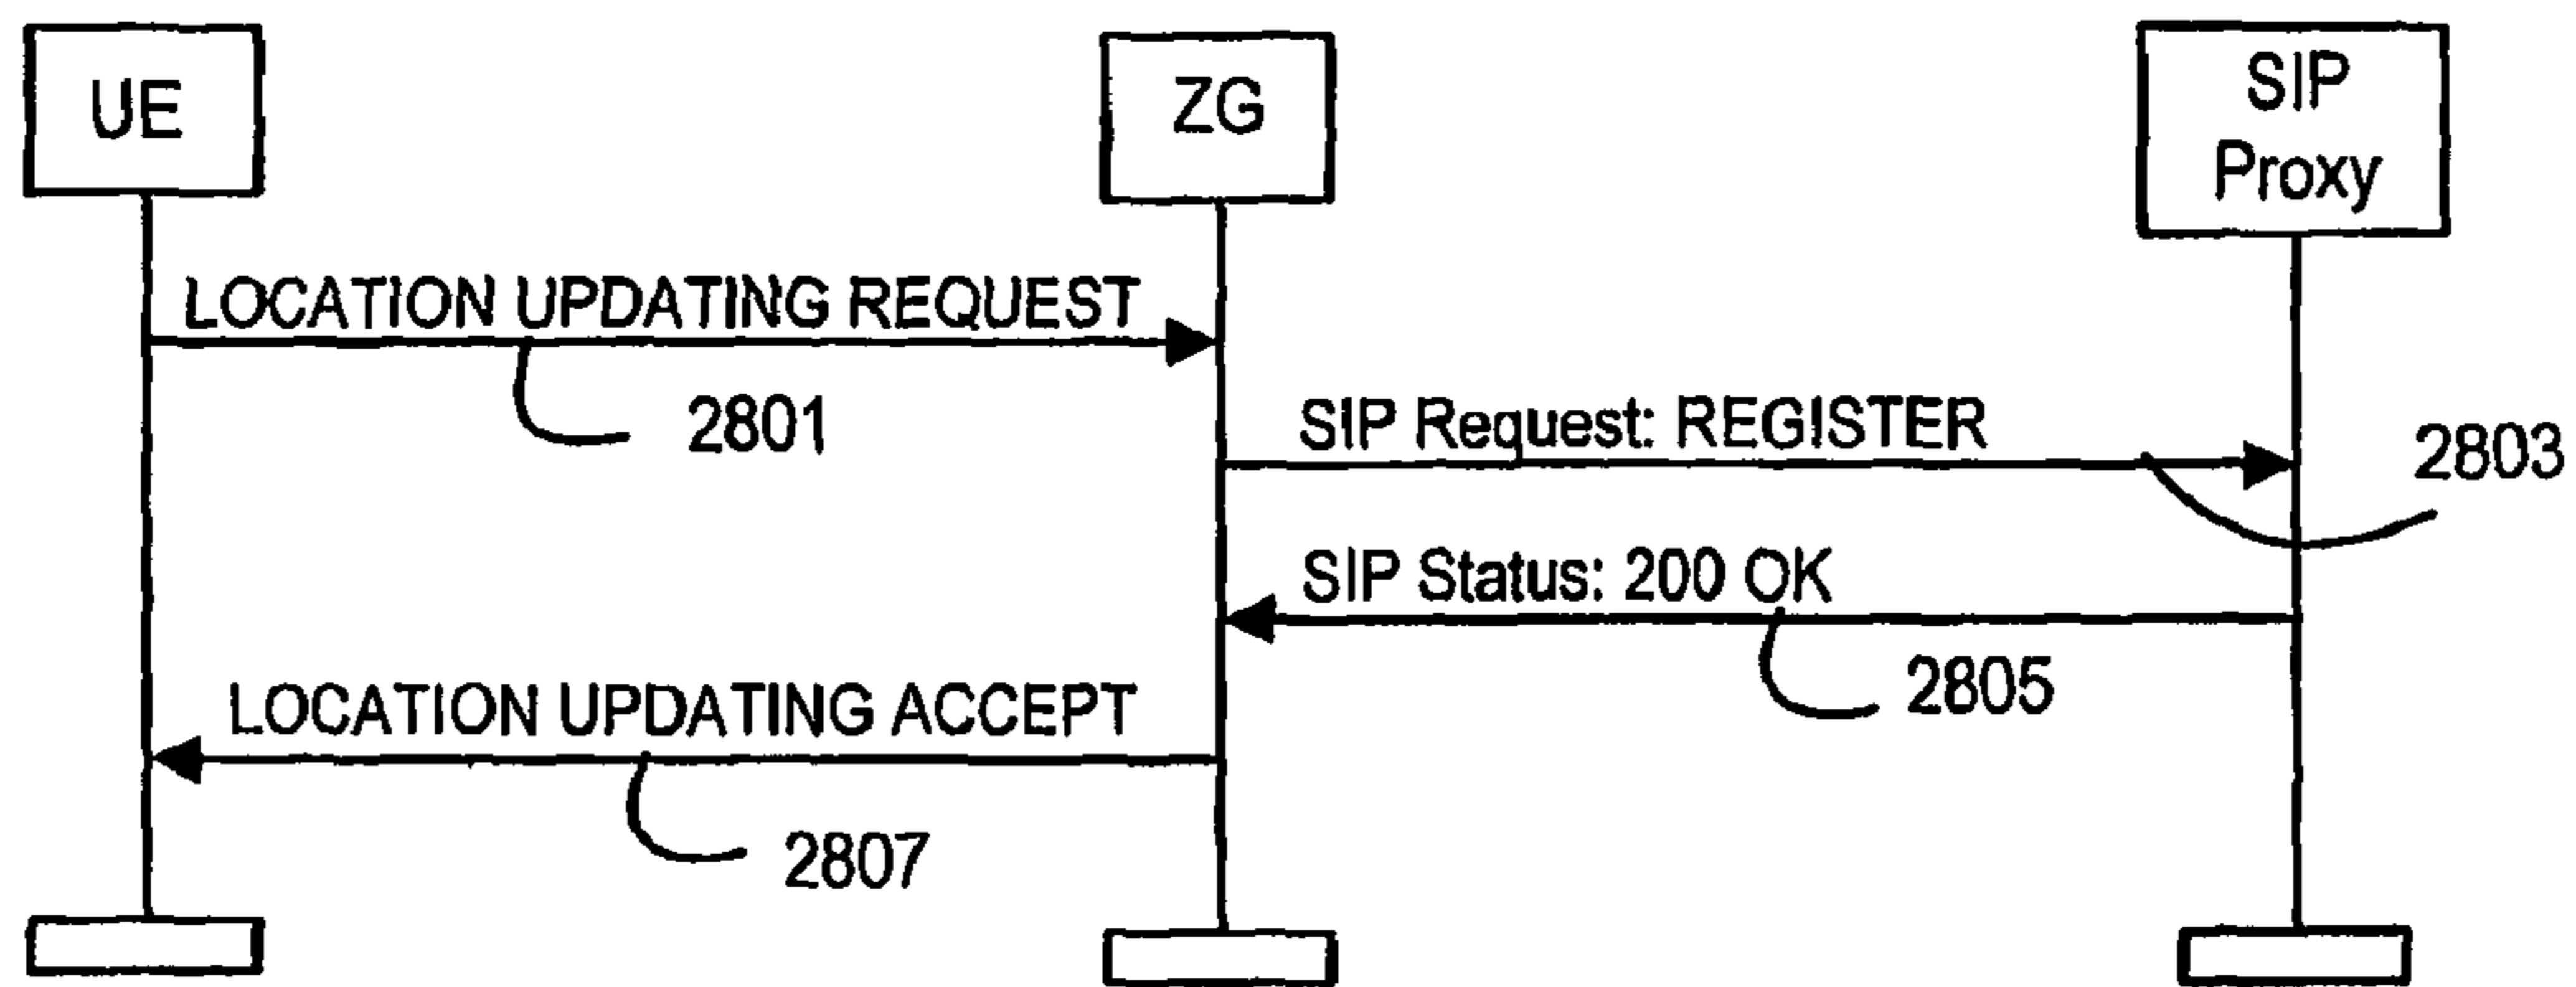 UE
ZG
SIP
Proxy
LOCATION UPDATING REQUEST
2801
SIP Request: REGISTER
2803
SIP Status: 200 OK
2805
LOCATION UPDATING ACCEPT
2807